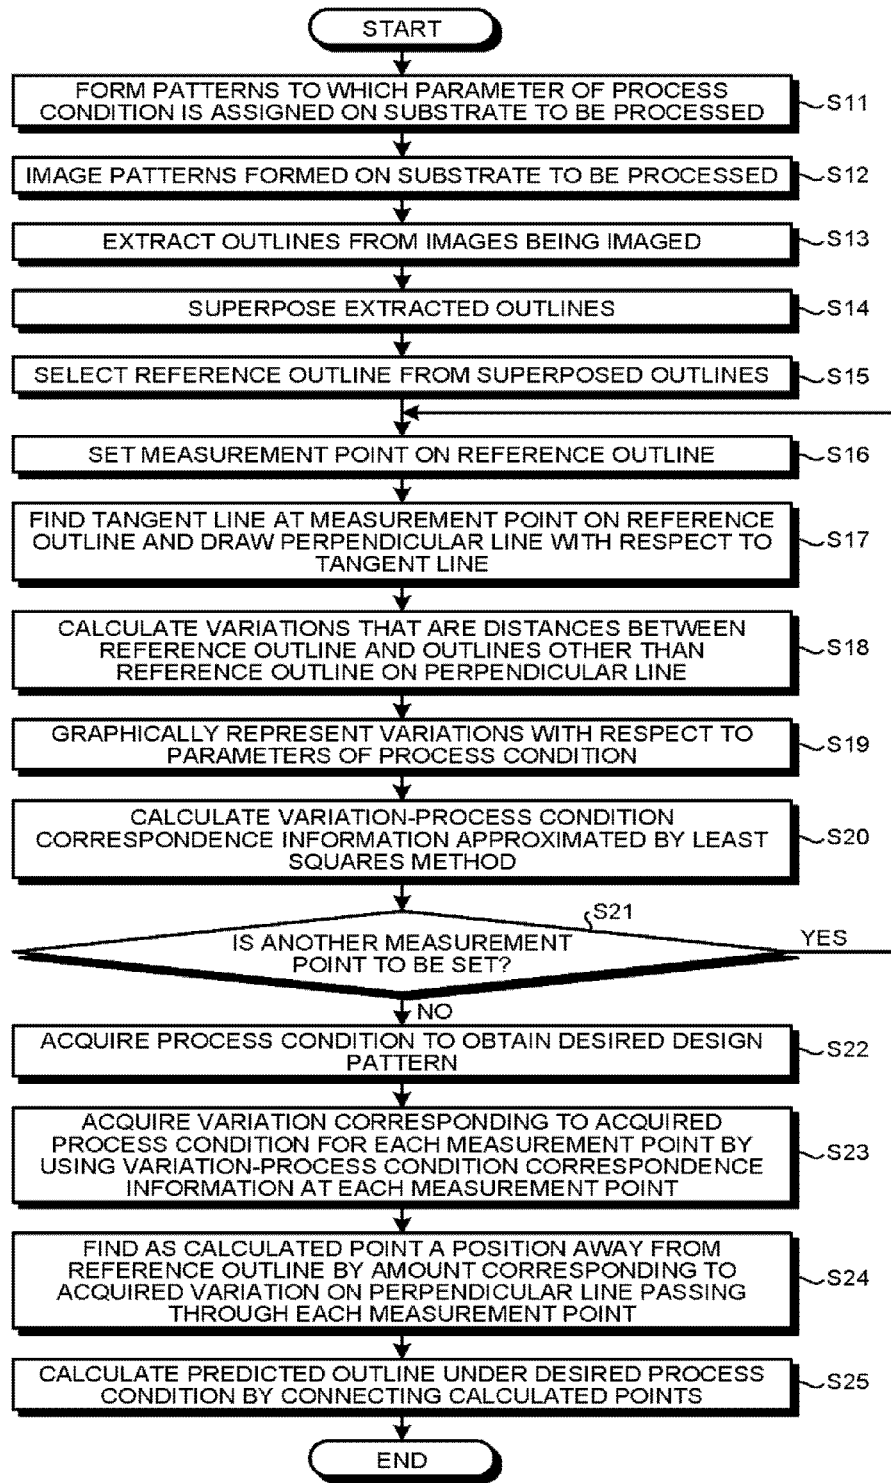 START
FORM PATTERNS TO WHICH PARAMETER OF PROCESS
CONDITION IS ASSIGNED ON SUBSTRATE TO BE PROCESSED
S11
IMAGE PATTERNS FORMED ON SUBSTRATE TO BE PROCESSED
S12
EXTRACT OUTLINES FROM IMAGES BEING IMAGED
S13
SUPERPOSE EXTRACTED OUTLINES
S14
SELECT REFERENCE OUTLINE FROM SUPERPOSED OUTLINES
S15
SET MEASUREMENT POINT ON REFERENCE OUTLINE
S16
FIND TANGENT LINE AT MEASUREMENT POINT ON REFERENCE
OUTLINE AND DRAW PERPENDICULAR LINE WITH RESPECT TO
TANGENT LINE
S17
CALCULATE VARIATIONS THAT ARE DISTANCES BETWEEN
REFERENCE OUTLINE AND OUTLINES OTHER THAN
REFERENCE OUTLINE ON PERPENDICULAR LINE
S18
GRAPHICALLY REPRESENT VARIATIONS WITH RESPECT TO
PARAMETERS OF PROCESS CONDITION
S19
CALCULATE VARIATION-PROCESS CONDITION
CORRESPONDENCE INFORMATION APPROXIMATED BY LEAST
SQUARES METHOD
S20
S21
IS ANOTHER MEASUREMENT
POINT TO BE SET?
YES
NO
ACQUIRE PROCESS CONDITION TO OBTAIN DESIRED DESIGN
PATTERN
S22
ACQUIRE VARIATION CORRESPONDING TO ACQUIRED
PROCESS CONDITION FOR EACH MEASUREMENT POINT BY
USING VARIATION-PROCESS CONDITION CORRESPONDENCE
INFORMATION AT EACH MEASUREMENT POINT
S23
FIND AS CALCULATED POINT A POSITION AWAY FROM
REFERENCE OUTLINE BY AMOUNT CORRESPONDING TO
ACQUIRED VARIATION ON PERPENDICULAR LINE PASSING
THROUGH EACH MEASUREMENT POINT
S24
CALCULATE PREDICTED OUTLINE UNDER DESIRED PROCESS
CONDITION BY CONNECTING CALCULATED POINTS
S25
END